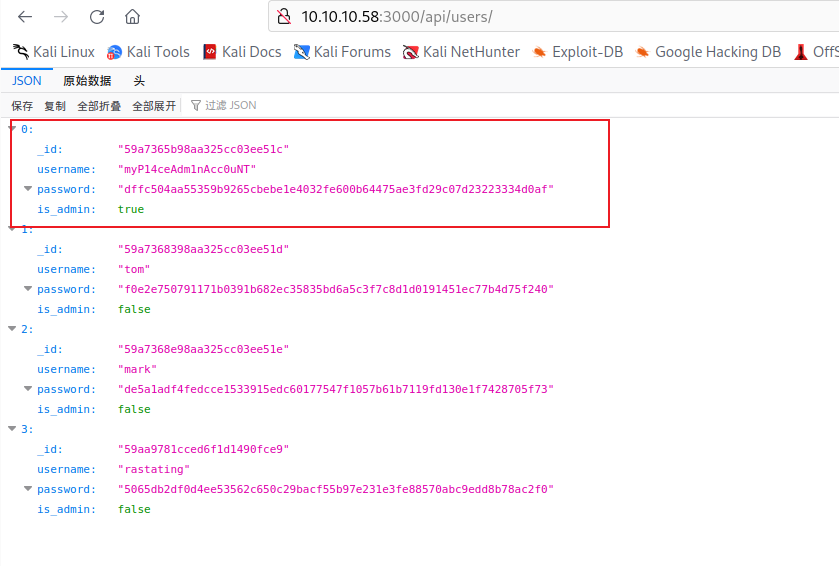 10.10.10.58:3000/api/users/
Kali Linux Kali Tools Kali Docs Kali Forums Kali NetHunter Exploit-DB Google Hacking DB OffS
JSON 原始数据 头
保存 复制 全部折叠 全部展开 过滤 JSON
0:
_id: "59a7365b98aa325cc03ee51c"
username: "myP14ceAdm1nAcc0uNT"
password: "dffc504aa55359b9265cbebe1e4032fe600b64475ae3fd29c07d23223334d0af"
is_admin: true
1:
_id: "59a7368398aa325cc03ee51d"
username: "tom"
password: "f0e2e750791171b0391b682ec35835bd6a5c3f7c8d1d0191451ec77b4d75f240"
is_admin: false
2:
_id: "59a7368e98aa325cc03ee51e"
username: "mark"
password: "de5a1adf4fedcce1533915edc60177547f1057b61b7119fd130e1f7428705f73"
is_admin: false
3:
_id: "59aa9781cced6f1d1490fce9"
username: "rastating"
password: "5065db2df0d4ee53562c650c29bacf55b97e231e3fe88570abc9edd8b78ac2f0"
is_admin: false